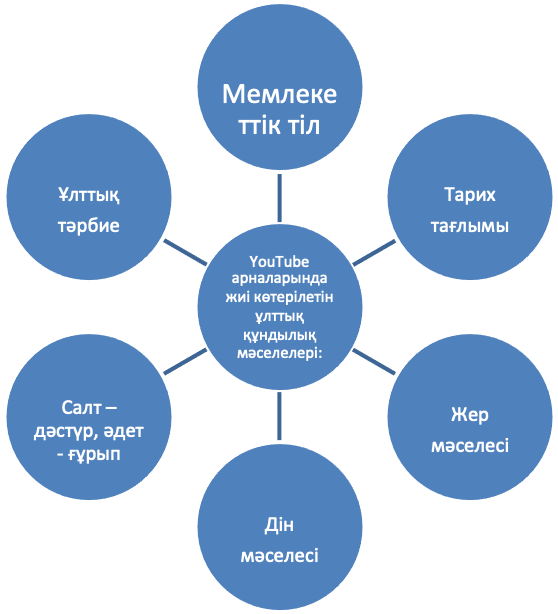 Мемлеке
ттік тіл
Тарих
тағлымы
Жер
мәселесі
Дін
мәселесі
Салт –
дәстүр, әдет
- ғұрып
Ұлттық
тәрбие
YouTube
арналарында
жиі көтерілетін
ұлттық
құндылық
мәселелері: